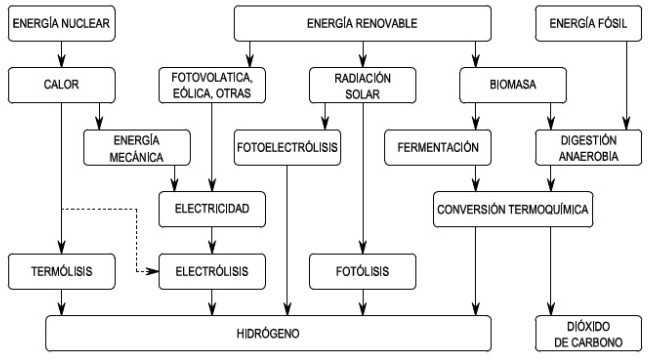 ENERGÍA NUCLEAR
ENERGÍA RENOVABLE
ENERGÍA FÓSIL
CALOR
FOTOVOLATICA,
EÓLICA, OTRAS
RADIACIÓN
SOLAR
BIOMASA
ENERGÍA
MECÁNICA
FOTOELECTRÓLISIS
FERMENTACIÓN
DIGESTIÓN
ANAEROBIA
ELECTRICIDAD
CONVERSIÓN TERMOQUÍMICA
TERMÓLISIS
ELECTRÓLISIS
FOTÓLISIS
HIDRÓGENO
DIÓXIDO
DE CARBONO